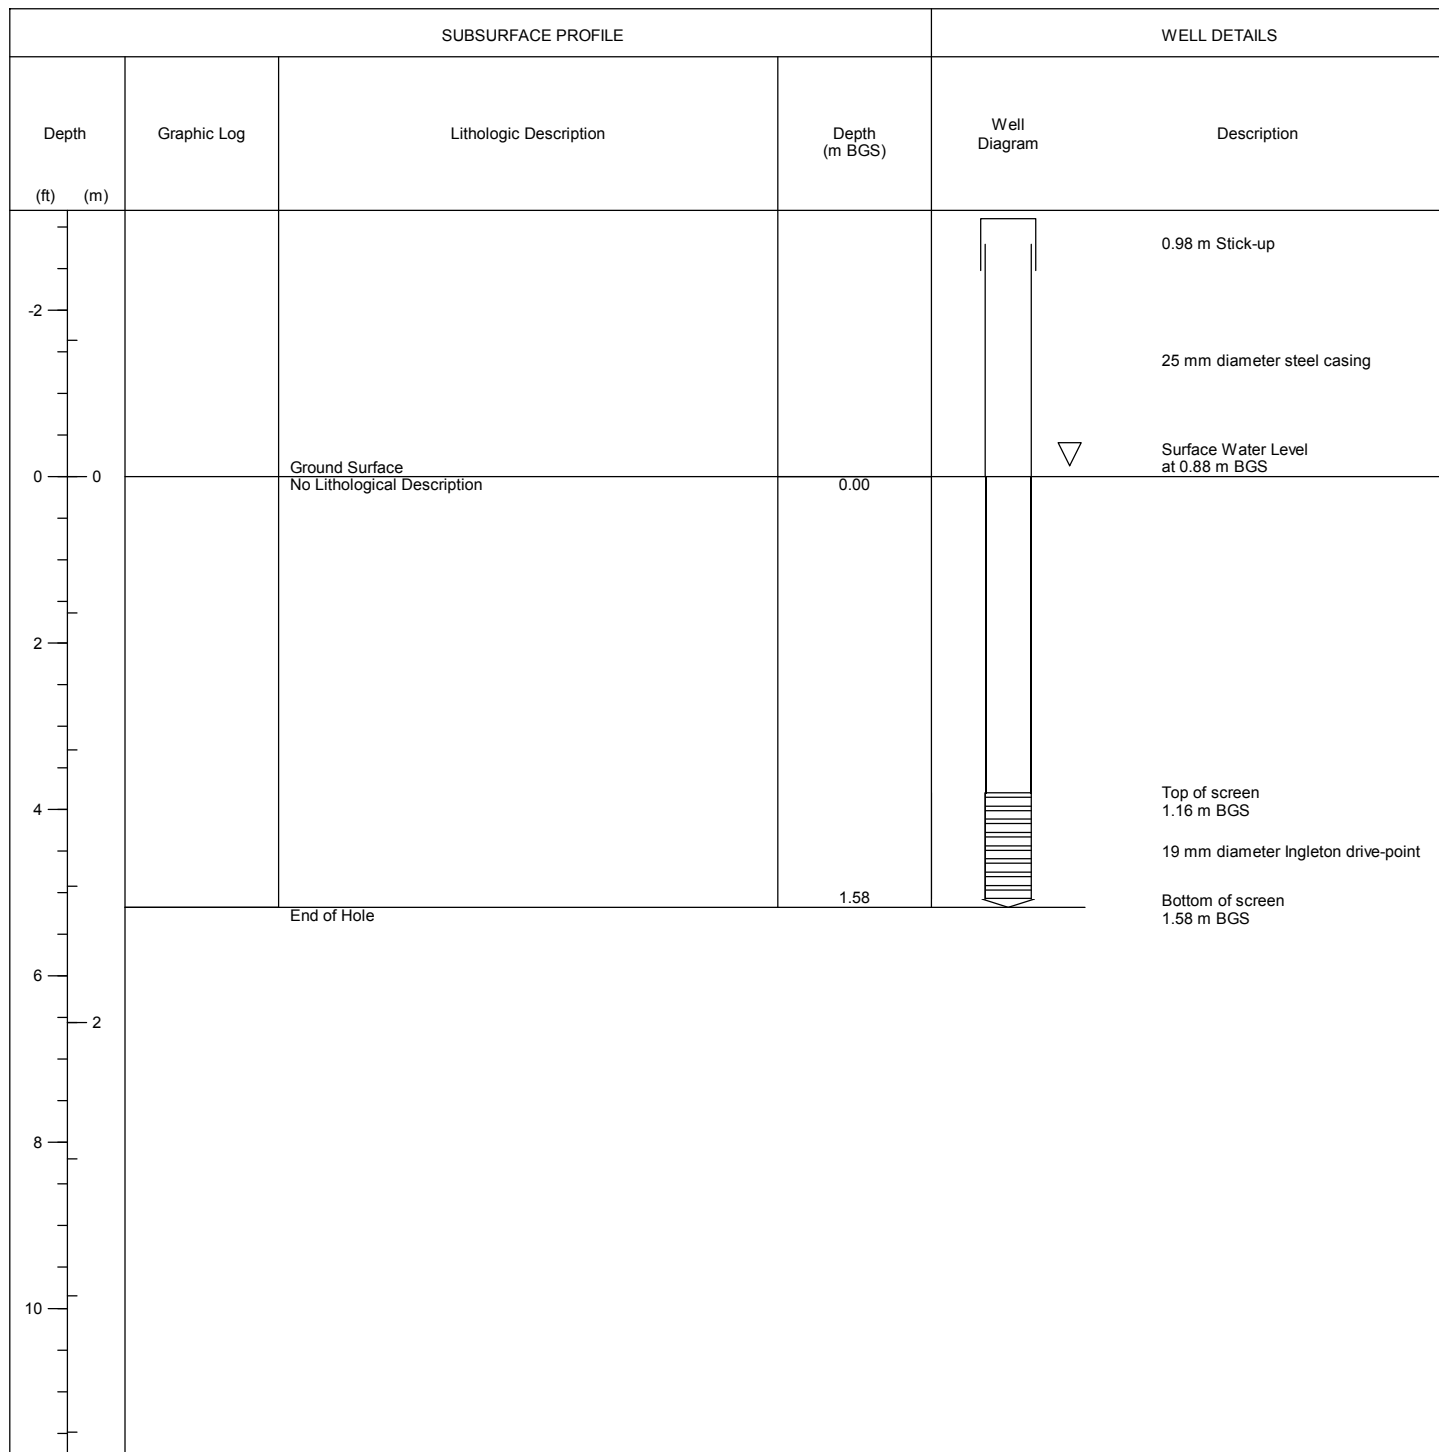 SUBSURFACE PROFILE
WELL DETAILS
Depth
Graphic Log
Lithologic Description
Depth
(m BGS)
Well
Diagram
Description
(ft) (m)
0.98 m Stick-up
-2
25 mm diameter steel casing
Surface Water Level
at 0.88 m BGS
Ground Surface
0 0
No Lithological Description
0.00
2
Top of screen
1.16 m BGS
4
19 mm diameter Ingleton drive-point
1.58
Bottom of screen
1.58 m BGS
End of Hole
6
2
8
10